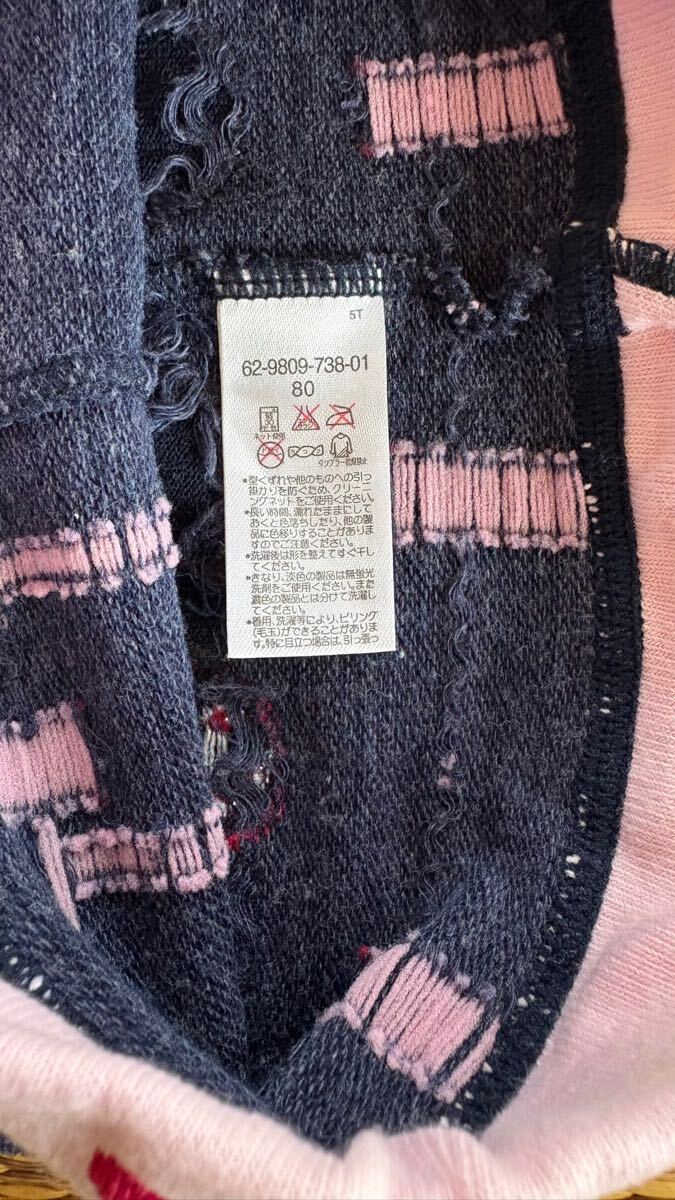 5T
62-9809-738-01
80
ネット使用
タンブラー乾燥禁止
●型くずれや他のものへの引っ
掛かりを防ぐため、クリーニ
ングネットをご使用ください。
●長い時間、濡れたままにして
おくと色落ちしたり、他の製
品に色移りすることがありま
すのでご注意ください。
●洗濯後は形を整えてすぐ干し
てください。
●きなり、淡色の製品は無蛍光
洗剤をご使用ください。また
濃色の製品とは分けて洗濯し
てください。
●着用、洗濯等により、ピリング
(毛玉)ができることがありま
す。特に目立つ場合は、引っ張っ